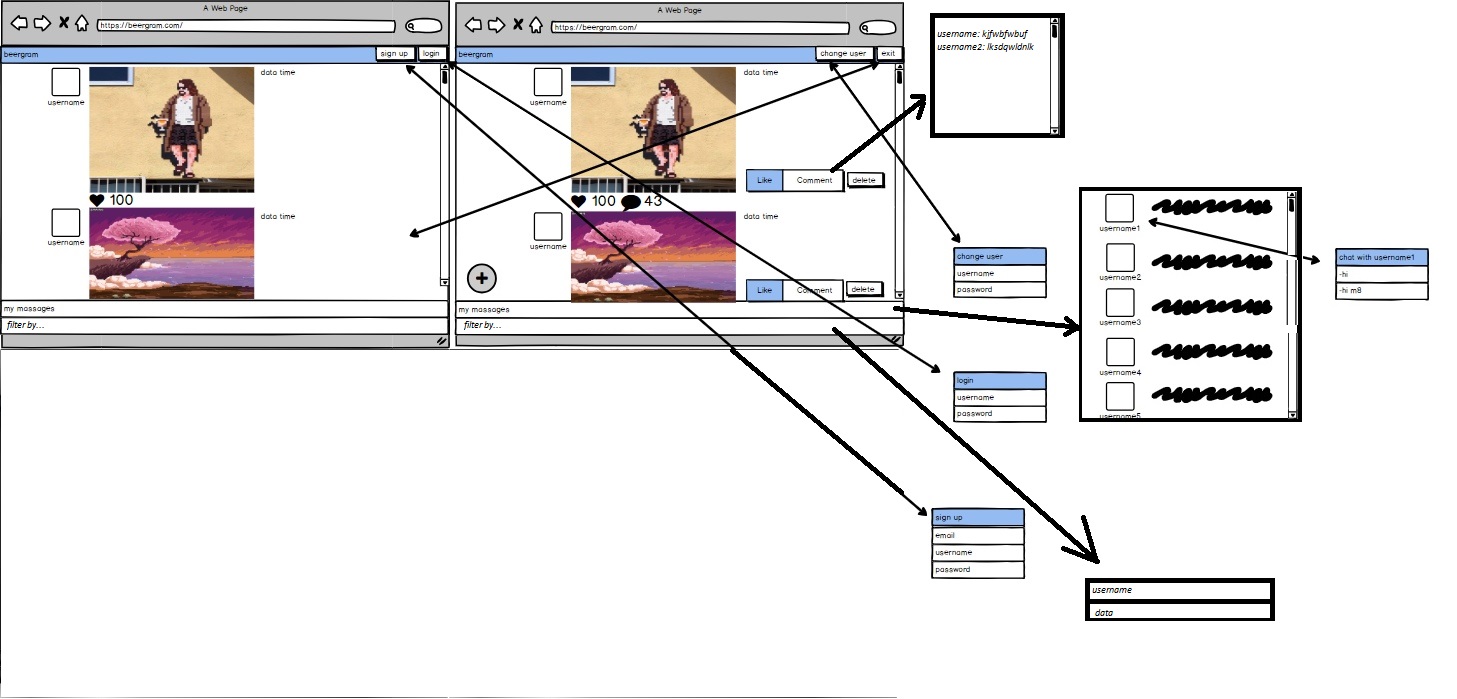 A Web Page
https://beergram.com/
beergram
sign up
login
username
data time
100
username
data time
my massages
filter by...
A Web Page
https://beergram.com/
beergram
change user
exit
username
data time
Like
Comment
delete
100
43
username
data time
+
Like
Comment
delete
my massages
filter by...
username: kjfwbfwbuf
username2: lksdqwldnlk
change user
username
password
username1
username2
username3
username4
username5
chat with username1
-hi
-hi m8
login
username
password
sign up
email
username
password
username
data